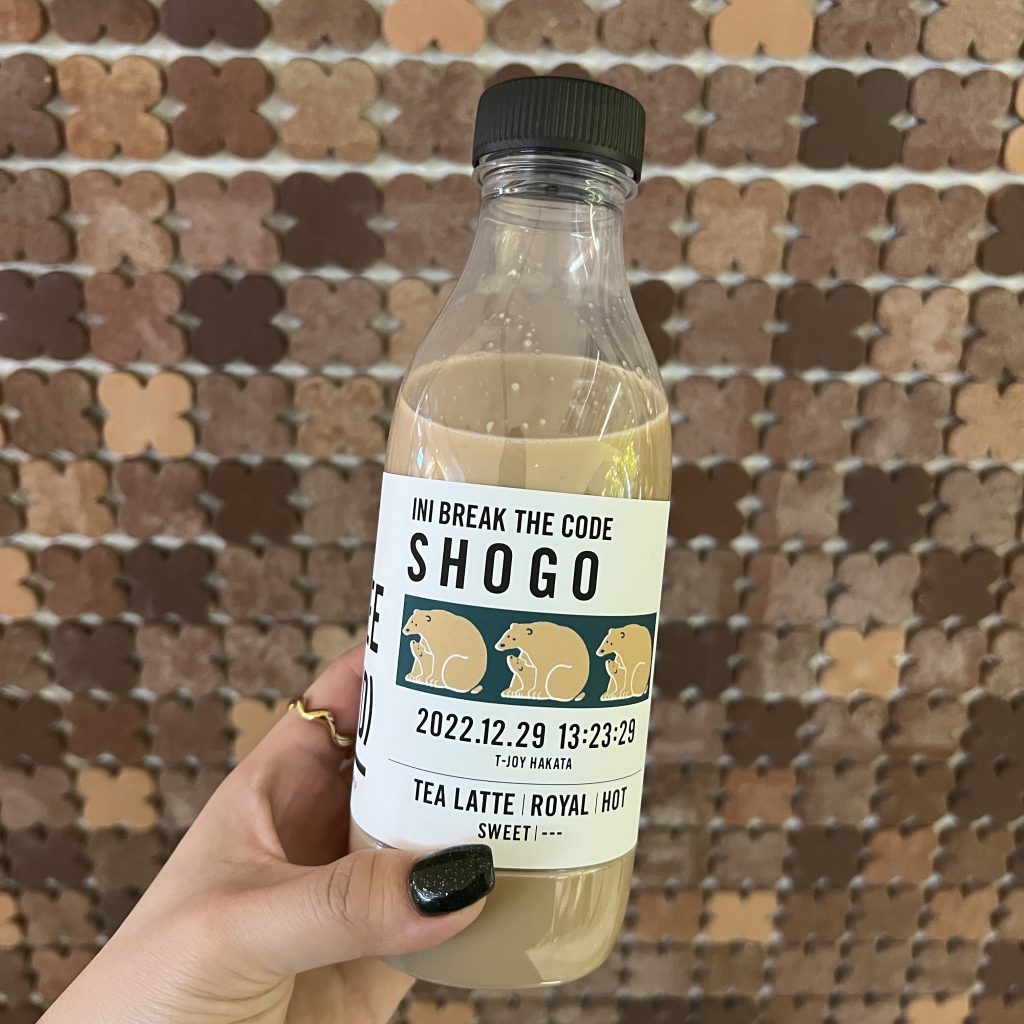 INI BREAK THE CODE
SHOGO
2022.12.29 13:23:29
T-JOY HAKATA
TEA LATTE | ROYAL | HOT
SWEET | ---